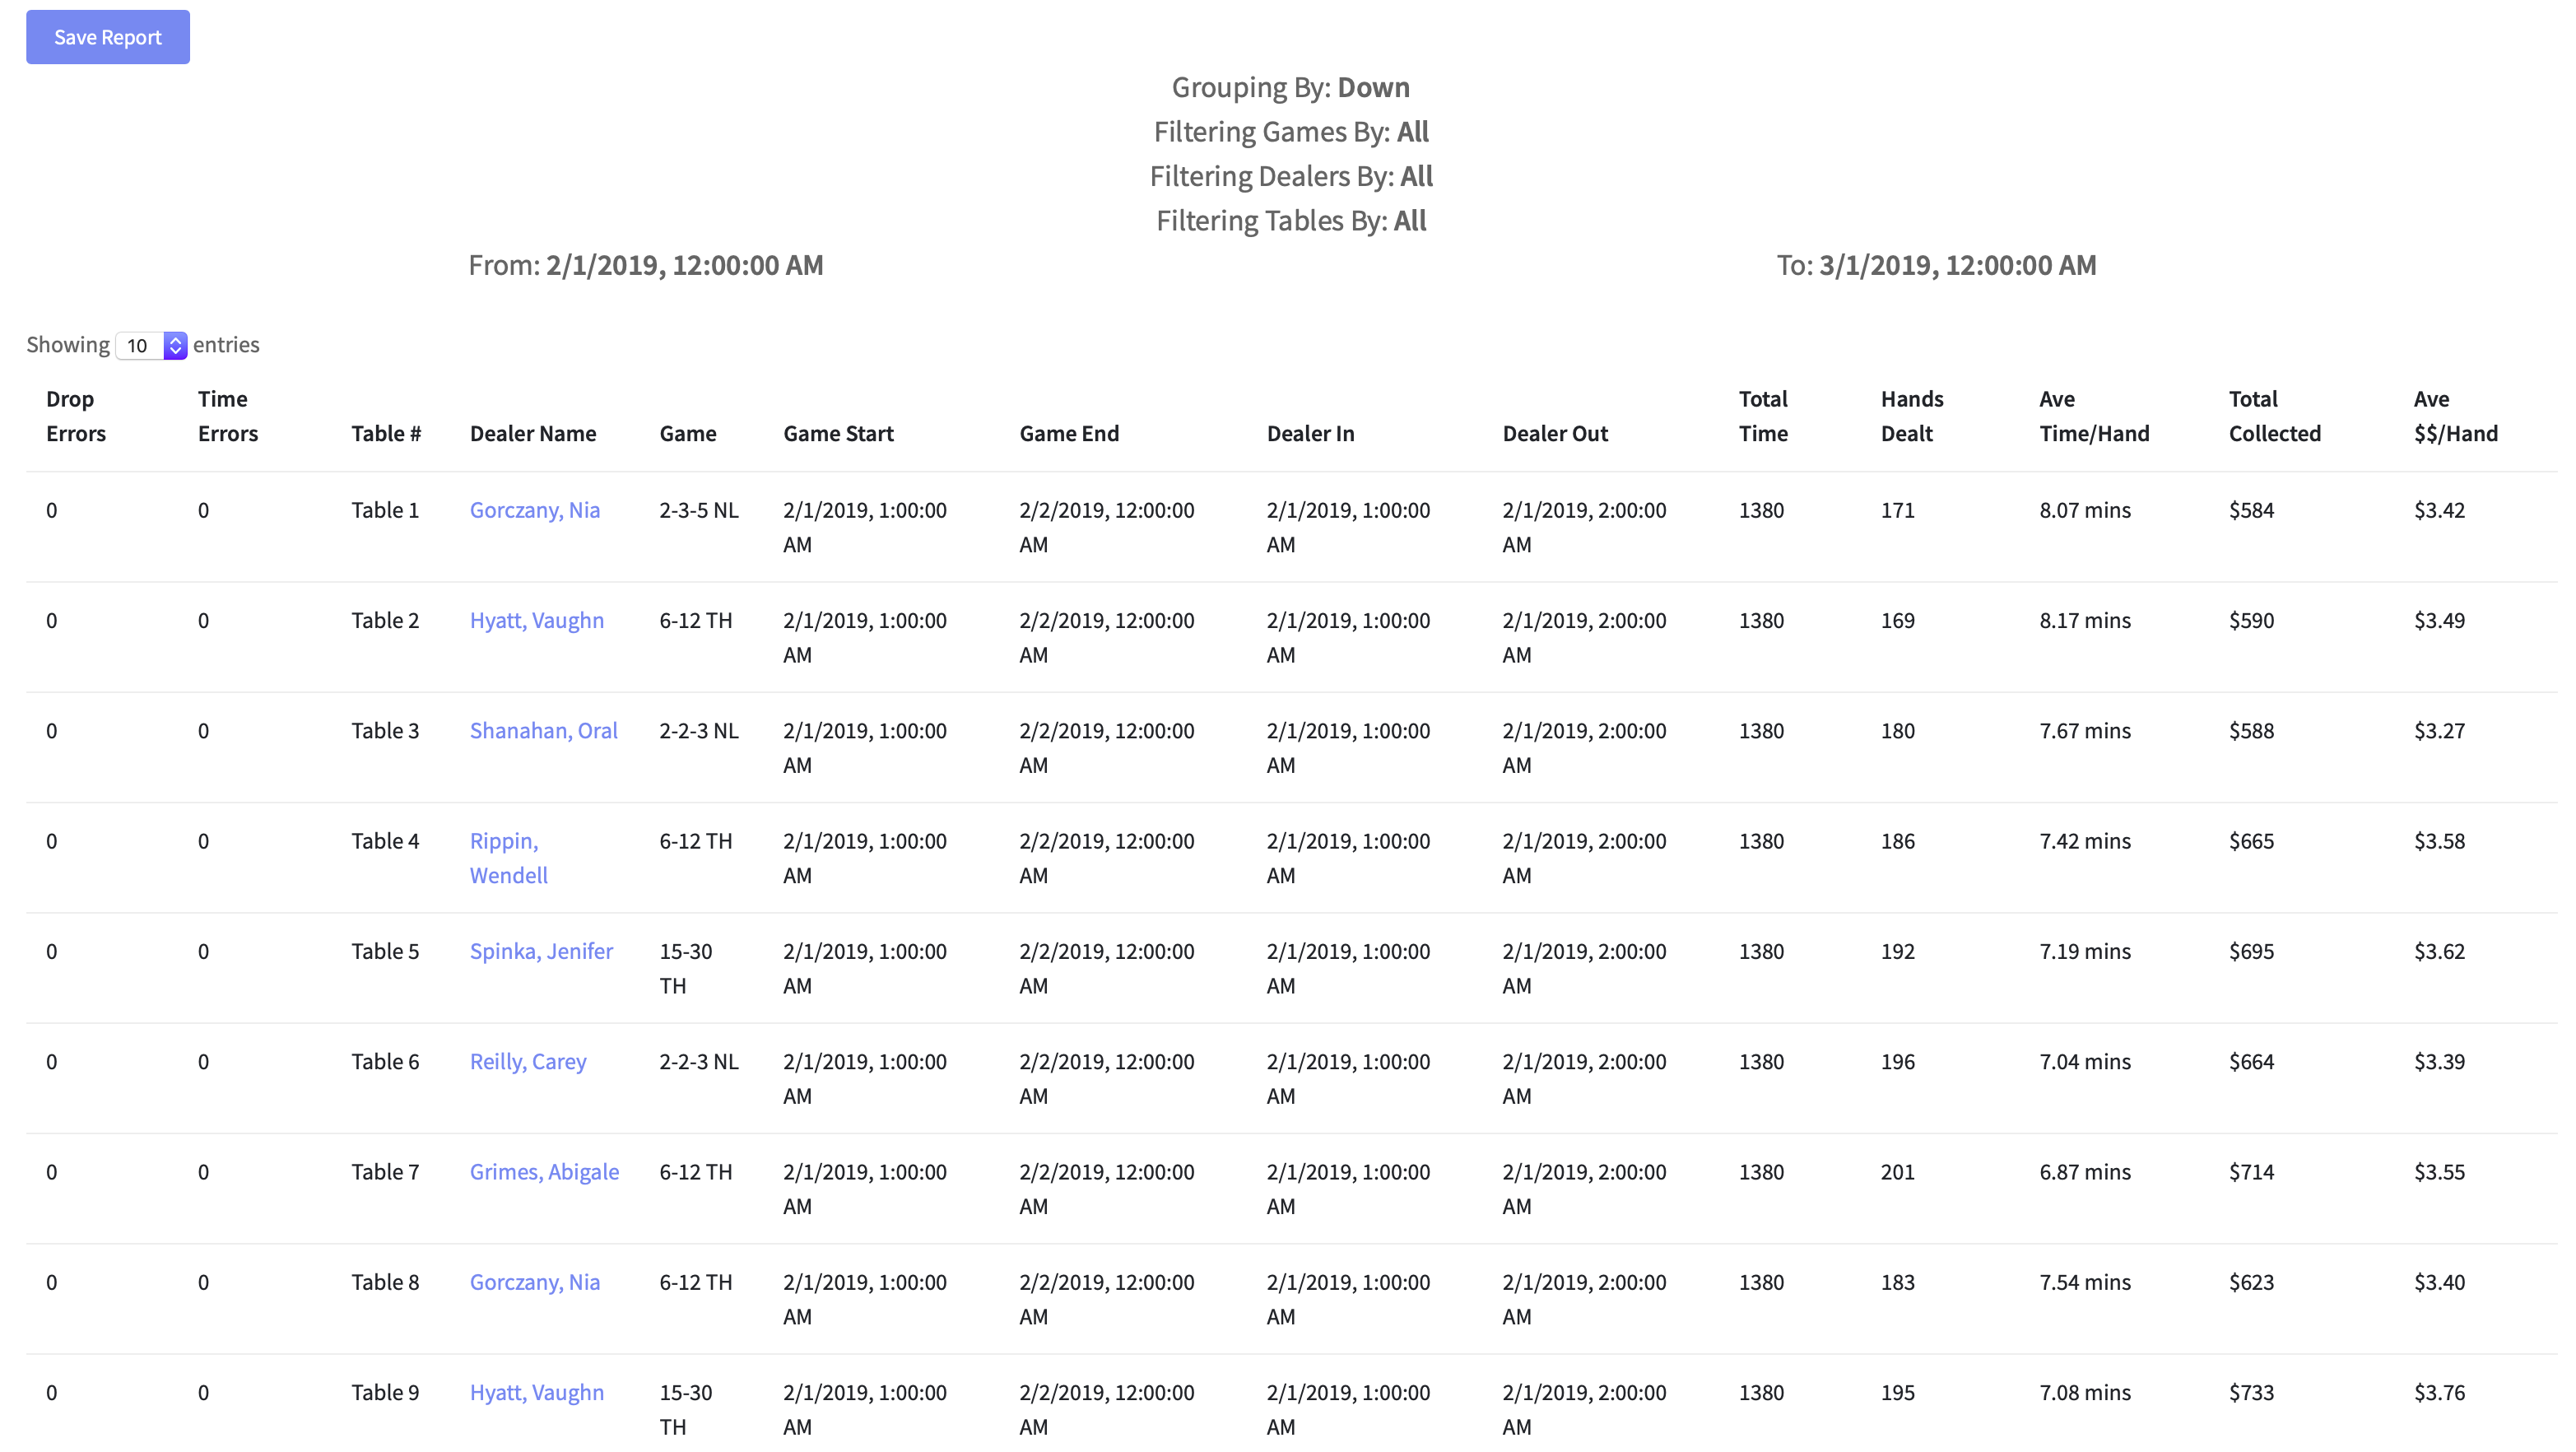 Save Report
Grouping By: Down
Filtering Games By: All
Filtering Dealers By: All
Filtering Tables By: All
From: 2/1/2019, 12:00:00 AM To: 3/1/2019, 12:00:00 AM
Showing 10 entries
Drop Time Total Hands Ave Total Ave
Errors Errors Table # Dealer Name Game Game Start Game End Dealer In Dealer Out Time Dealt Time/Hand Collected $$/Hand
0 0 Table 1 Gorczany, Nia 2-3-5 NL 2/1/2019, 1:00:00 2/2/2019, 12:00:00 2/1/2019, 1:00:00 2/1/2019, 2:00:00 1380 171 8.07 mins $584 $3.42
AM AM AM AM
0 0 Table 2 Hyatt, Vaughn 6-12 TH 2/1/2019, 1:00:00 2/2/2019, 12:00:00 2/1/2019, 1:00:00 2/1/2019, 2:00:00 1380 169 8.17 mins $590 $3.49
AM AM AM AM
0 0 Table 3 Shanahan, Oral 2-2-3 NL 2/1/2019, 1:00:00 2/2/2019, 12:00:00 2/1/2019, 1:00:00 2/1/2019, 2:00:00 1380 180 7.67 mins $588 $3.27
AM AM AM AM
0 0 Table 4 Rippin, 6-12 TH 2/1/2019, 1:00:00 2/2/2019, 12:00:00 2/1/2019, 1:00:00 2/1/2019, 2:00:00 1380 186 7.42 mins $665 $3.58
Wendell AM AM AM AM
0 0 Table 5 Spinka, Jenifer 15-30 2/1/2019, 1:00:00 2/2/2019, 12:00:00 2/1/2019, 1:00:00 2/1/2019, 2:00:00 1380 192 7.19 mins $695 $3.62
TH AM AM AM AM
0 0 Table 6 Reilly, Carey 2-2-3 NL 2/1/2019, 1:00:00 2/2/2019, 12:00:00 2/1/2019, 1:00:00 2/1/2019, 2:00:00 1380 196 7.04 mins $664 $3.39
AM AM AM AM
0 0 Table 7 Grimes, Abigale 6-12 TH 2/1/2019, 1:00:00 2/2/2019, 12:00:00 2/1/2019, 1:00:00 2/1/2019, 2:00:00 1380 201 6.87 mins $714 $3.55
AM AM AM AM
0 0 Table 8 Gorczany, Nia 6-12 TH 2/1/2019, 1:00:00 2/2/2019, 12:00:00 2/1/2019, 1:00:00 2/1/2019, 2:00:00 1380 183 7.54 mins $623 $3.40
AM AM AM AM
0 0 Table 9 Hyatt, Vaughn 15-30 2/1/2019, 1:00:00 2/2/2019, 12:00:00 2/1/2019, 1:00:00 2/1/2019, 2:00:00 1380 195 7.08 mins $733 $3.76
TH AM AM AM AM